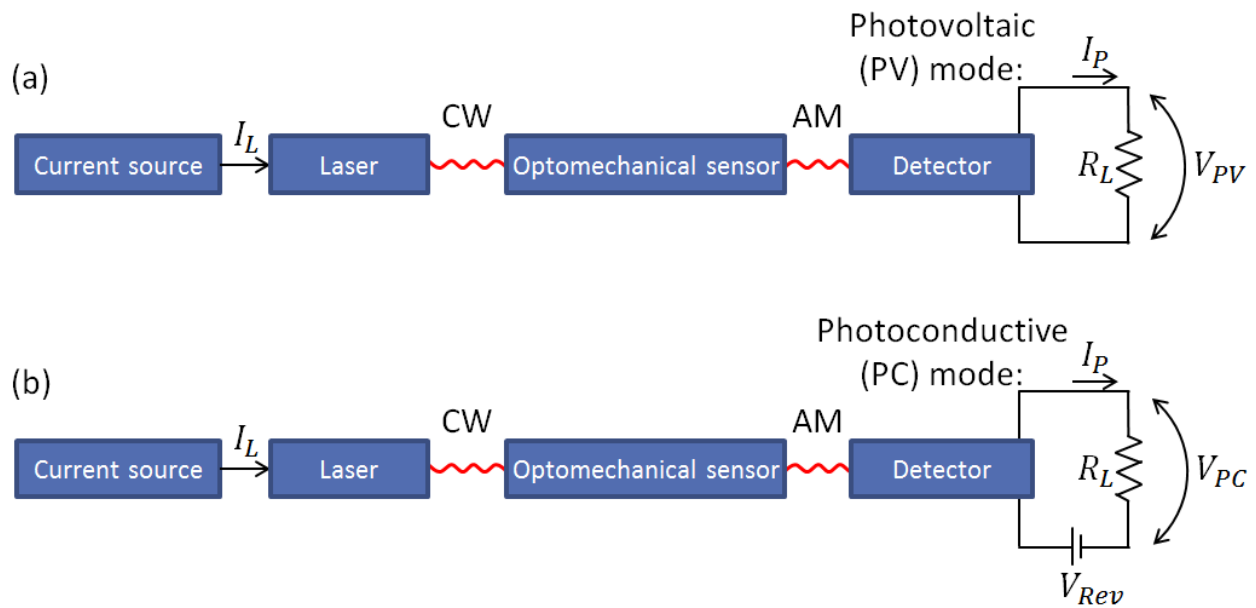 (a)
Photovoltaic
(PV) mode:
I_P
Current source
I_L
Laser
CW
Optomechanical sensor
AM
Detector
R_L
V_PV
(b)
Photoconductive
(PC) mode:
I_P
Current source
I_L
Laser
CW
Optomechanical sensor
AM
Detector
R_L
V_PC
V_Rev